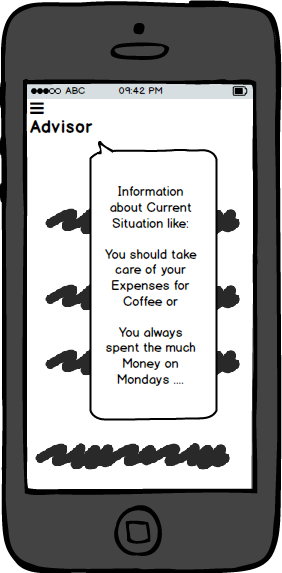 ABC 09:42 PM
Advisor
Information
about Current
Situation like:
You should take
care of your
Expenses for
Coffee or
You always
spent the much
Money on
Mondays ....